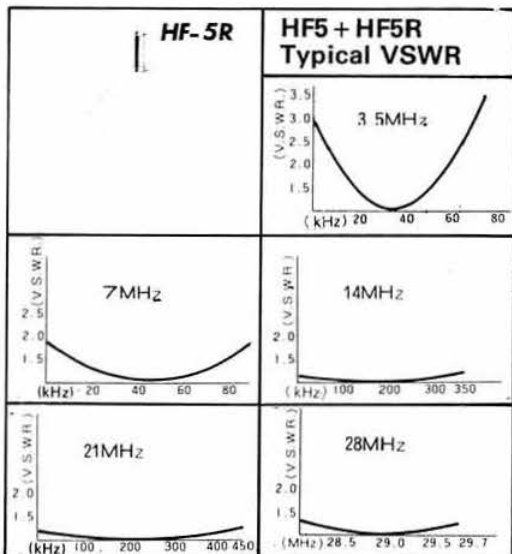 HF-5R
HF5 + HF5R
Typical VSWR
(V.S.W.R.)
3.5
3.0
2.5
2.0
1.5
3.5MHz
(kHz) 20 40 60 80
(V.S.W.R.)
2.5
2.0
1.5
7MHz
(kHz) 20 40 60 80
(V.S.W.R.)
2.0
1.5
14MHz
(kHz) 100 200 300 350
(V.S.W.R.)
2.0
1.5
21MHz
(kHz) 100 200 300 400 450
(V.S.W.R.)
2.0
1.5
28MHz
(MHz) 28.5 29.0 29.5 29.7